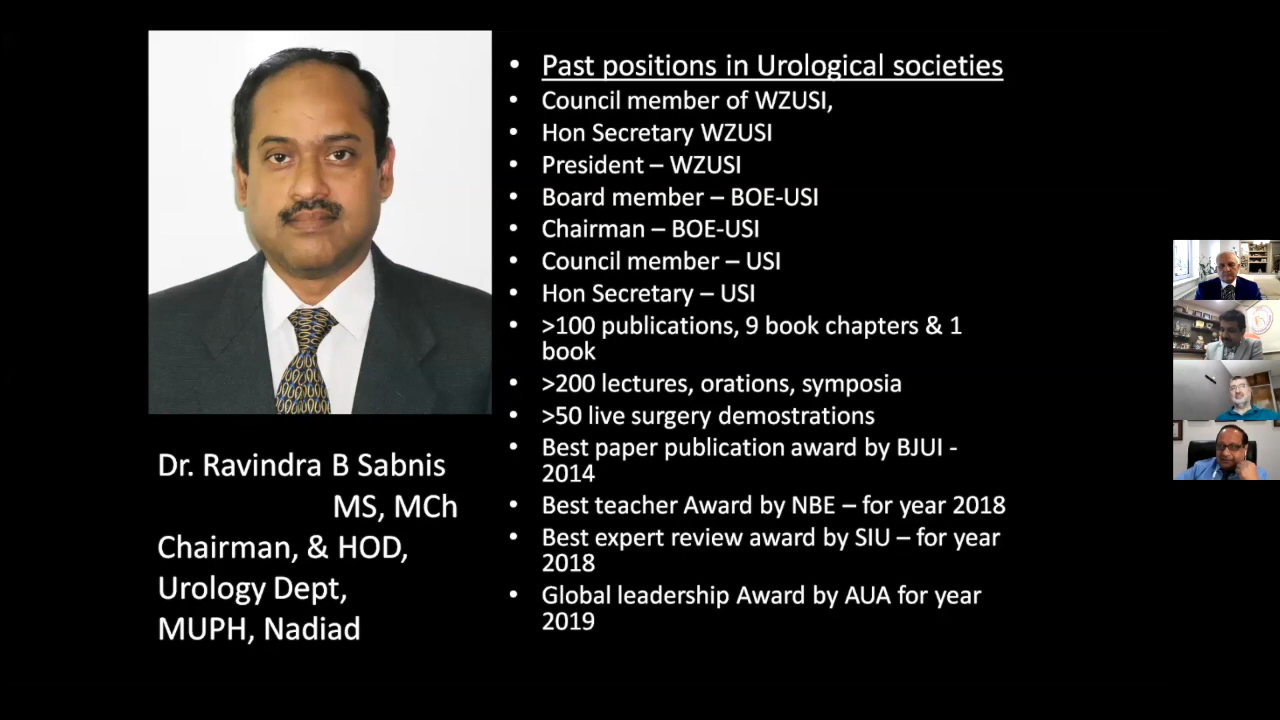 Dr. Ravindra B Sabnis
MS, MCh
Chairman, & HOD,
Urology Dept,
MUPH, Nadiad
• Past positions in Urological societies
• Council member of WZUSI,
• Hon Secretary WZUSI
• President – WZUSI
• Board member – BOE-USI
• Chairman – BOE-USI
• Council member – USI
• Hon Secretary – USI
• >100 publications, 9 book chapters & 1
book
• >200 lectures, orations, symposia
• >50 live surgery demostrations
• Best paper publication award by BJUI -
2014
• Best teacher Award by NBE – for year 2018
• Best expert review award by SIU – for year
2018
• Global leadership Award by AUA for year
2019